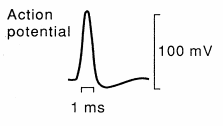 Action
potential
100 mV
1 ms